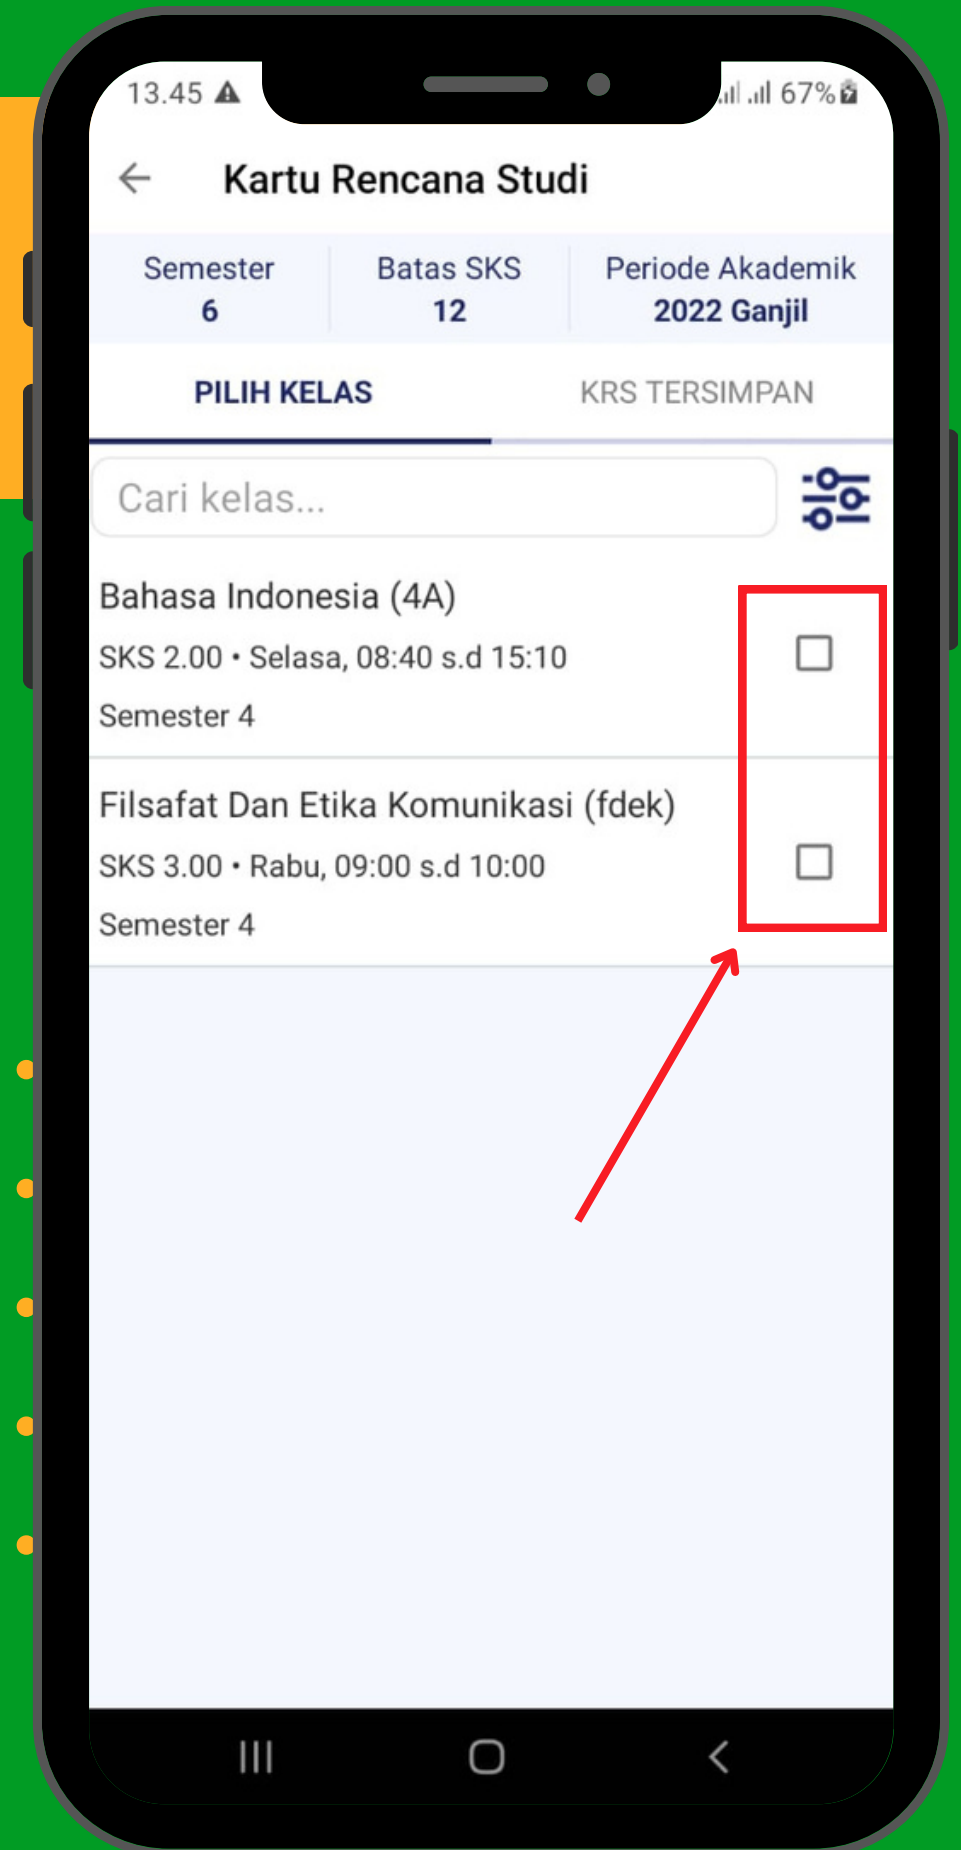 13.45 67%
Kartu Rencana Studi
Semester Batas SKS Periode Akademik
6 12 2022 Ganjil
PILIH KELAS KRS TERSIMPAN
Cari kelas...
Bahasa Indonesia (4A)
SKS 2.00 • Selasa, 08:40 s.d 15:10
Semester 4
Filsafat Dan Etika Komunikasi (fdek)
SKS 3.00 • Rabu, 09:00 s.d 10:00
Semester 4